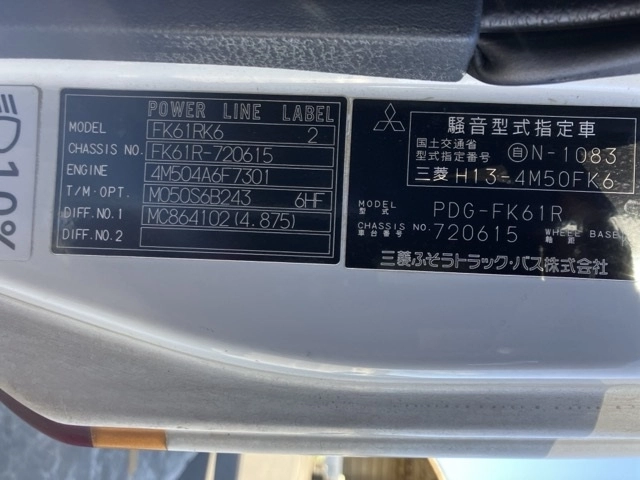 POWER LINE LABEL
MODEL FK61RK6 2
CHASSIS NO. FK61R-720615
ENGINE 4M504A6F7301
T/M・OPT. M050S6B243 6HF
DIFF.NO.1 MC864102(4.875)
DIFF.NO.2
騒音型式指定車
国土交通省
型式指定番号 自N-1083
三菱 H13-4M50FK6
MODEL
型式 PDG-FK61R
CHASSIS NO.
車台番号 720615
WHEEL BASE
軸距
三菱ふそうトラック・バス株式会社
10%